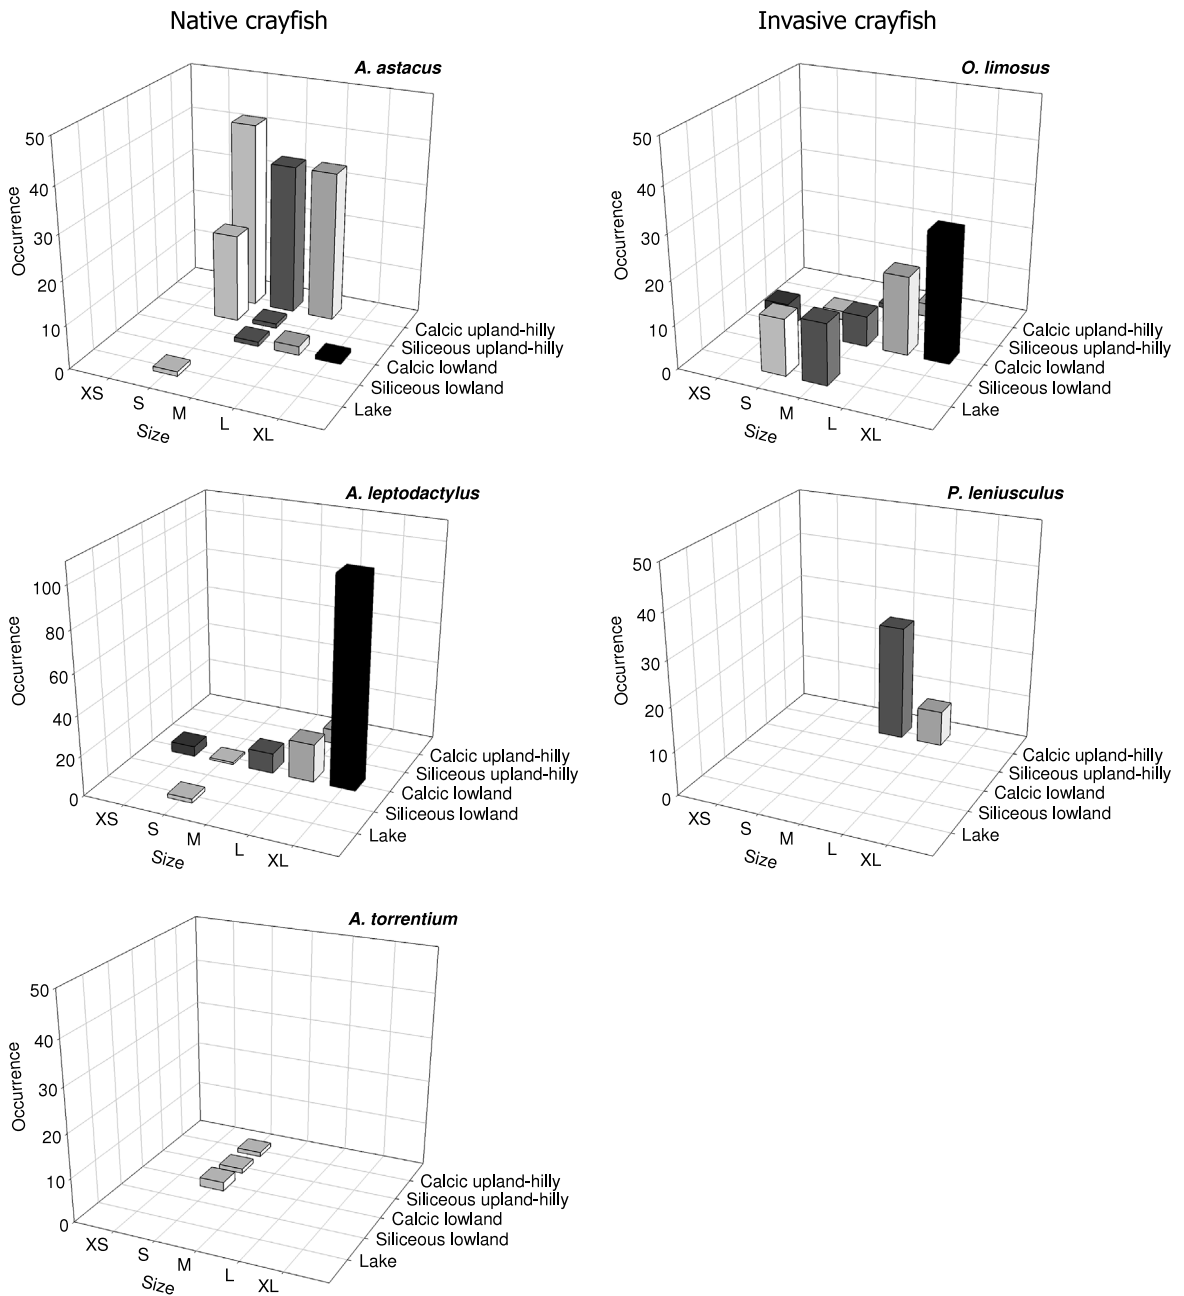 Native crayfish
Invasive crayfish
A. astacus
50
40
30
20
10
0
Occurrence
XS
S
M
L
XL
Size
Calcic upland-hilly
Siliceous upland-hilly
Calcic lowland
Siliceous lowland
Lake
O. limosus
50
40
30
20
10
0
Occurrence
XS
S
M
L
XL
Size
Calcic upland-hilly
Siliceous upland-hilly
Calcic lowland
Siliceous lowland
Lake
A. leptodactylus
100
80
60
40
20
0
Occurrence
XS
S
M
L
XL
Size
Calcic upland-hilly
Siliceous upland-hilly
Calcic lowland
Siliceous lowland
Lake
P. leniusculus
50
40
30
20
10
0
Occurrence
XS
S
M
L
XL
Size
Calcic upland-hilly
Siliceous upland-hilly
Calcic lowland
Siliceous lowland
Lake
A. torrentium
50
40
30
20
10
0
Occurrence
XS
S
M
L
XL
Size
Calcic upland-hilly
Siliceous upland-hilly
Calcic lowland
Siliceous lowland
Lake